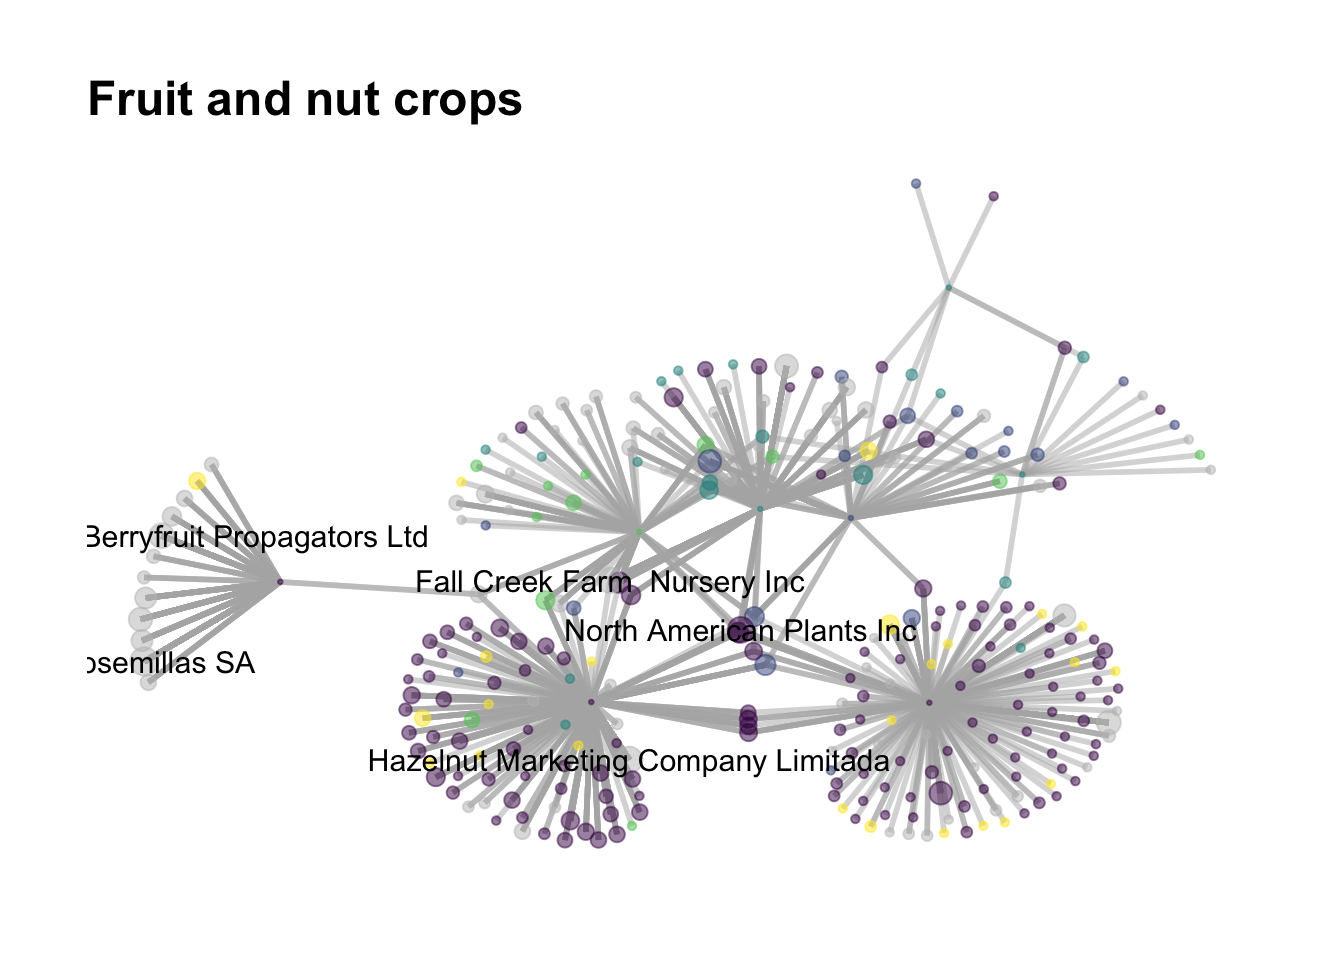 Fruit and nut crops
Berryfruit Propagators Ltd
Fall Creek Farm  Nursery Inc
North American Plants Inc
osemillas SA
Hazelnut Marketing Company Limitada